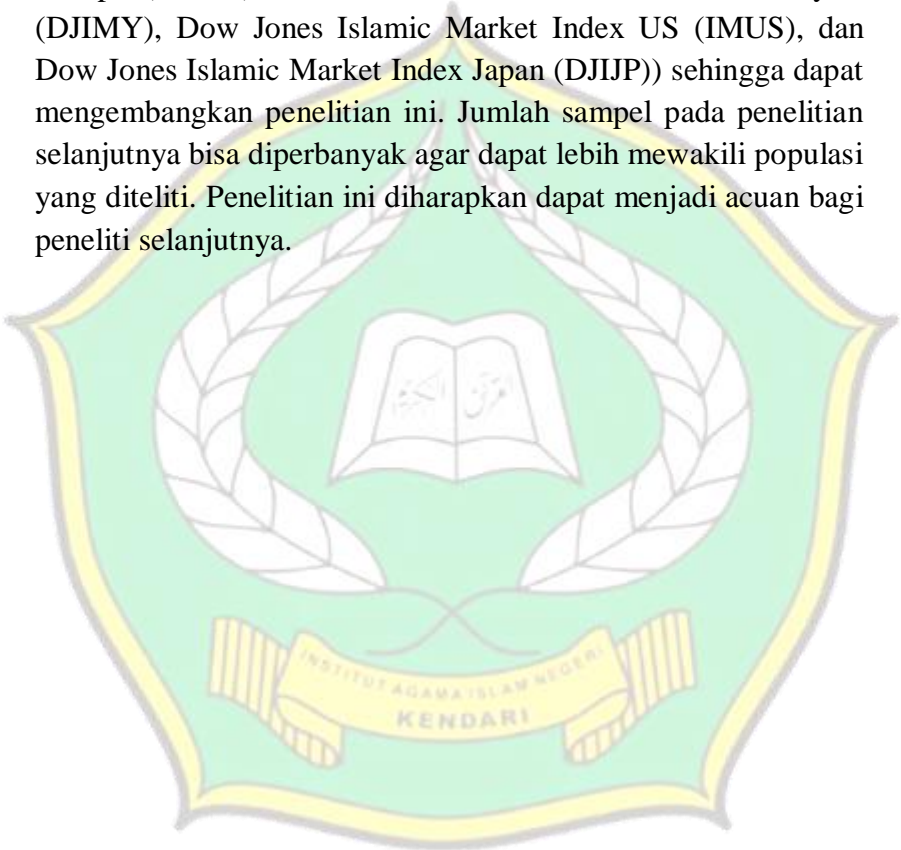 (DJIMY), Dow Jones Islamic Market Index US (IMUS), dan
Dow Jones Islamic Market Index Japan (DJIJP)) sehingga dapat
mengembangkan penelitian ini. Jumlah sampel pada penelitian
selanjutnya bisa diperbanyak agar dapat lebih mewakili populasi
yang diteliti. Penelitian ini diharapkan dapat menjadi acuan bagi
peneliti selanjutnya.
INSTITUT AGAMA ISLAM NEGERI
KENDARI